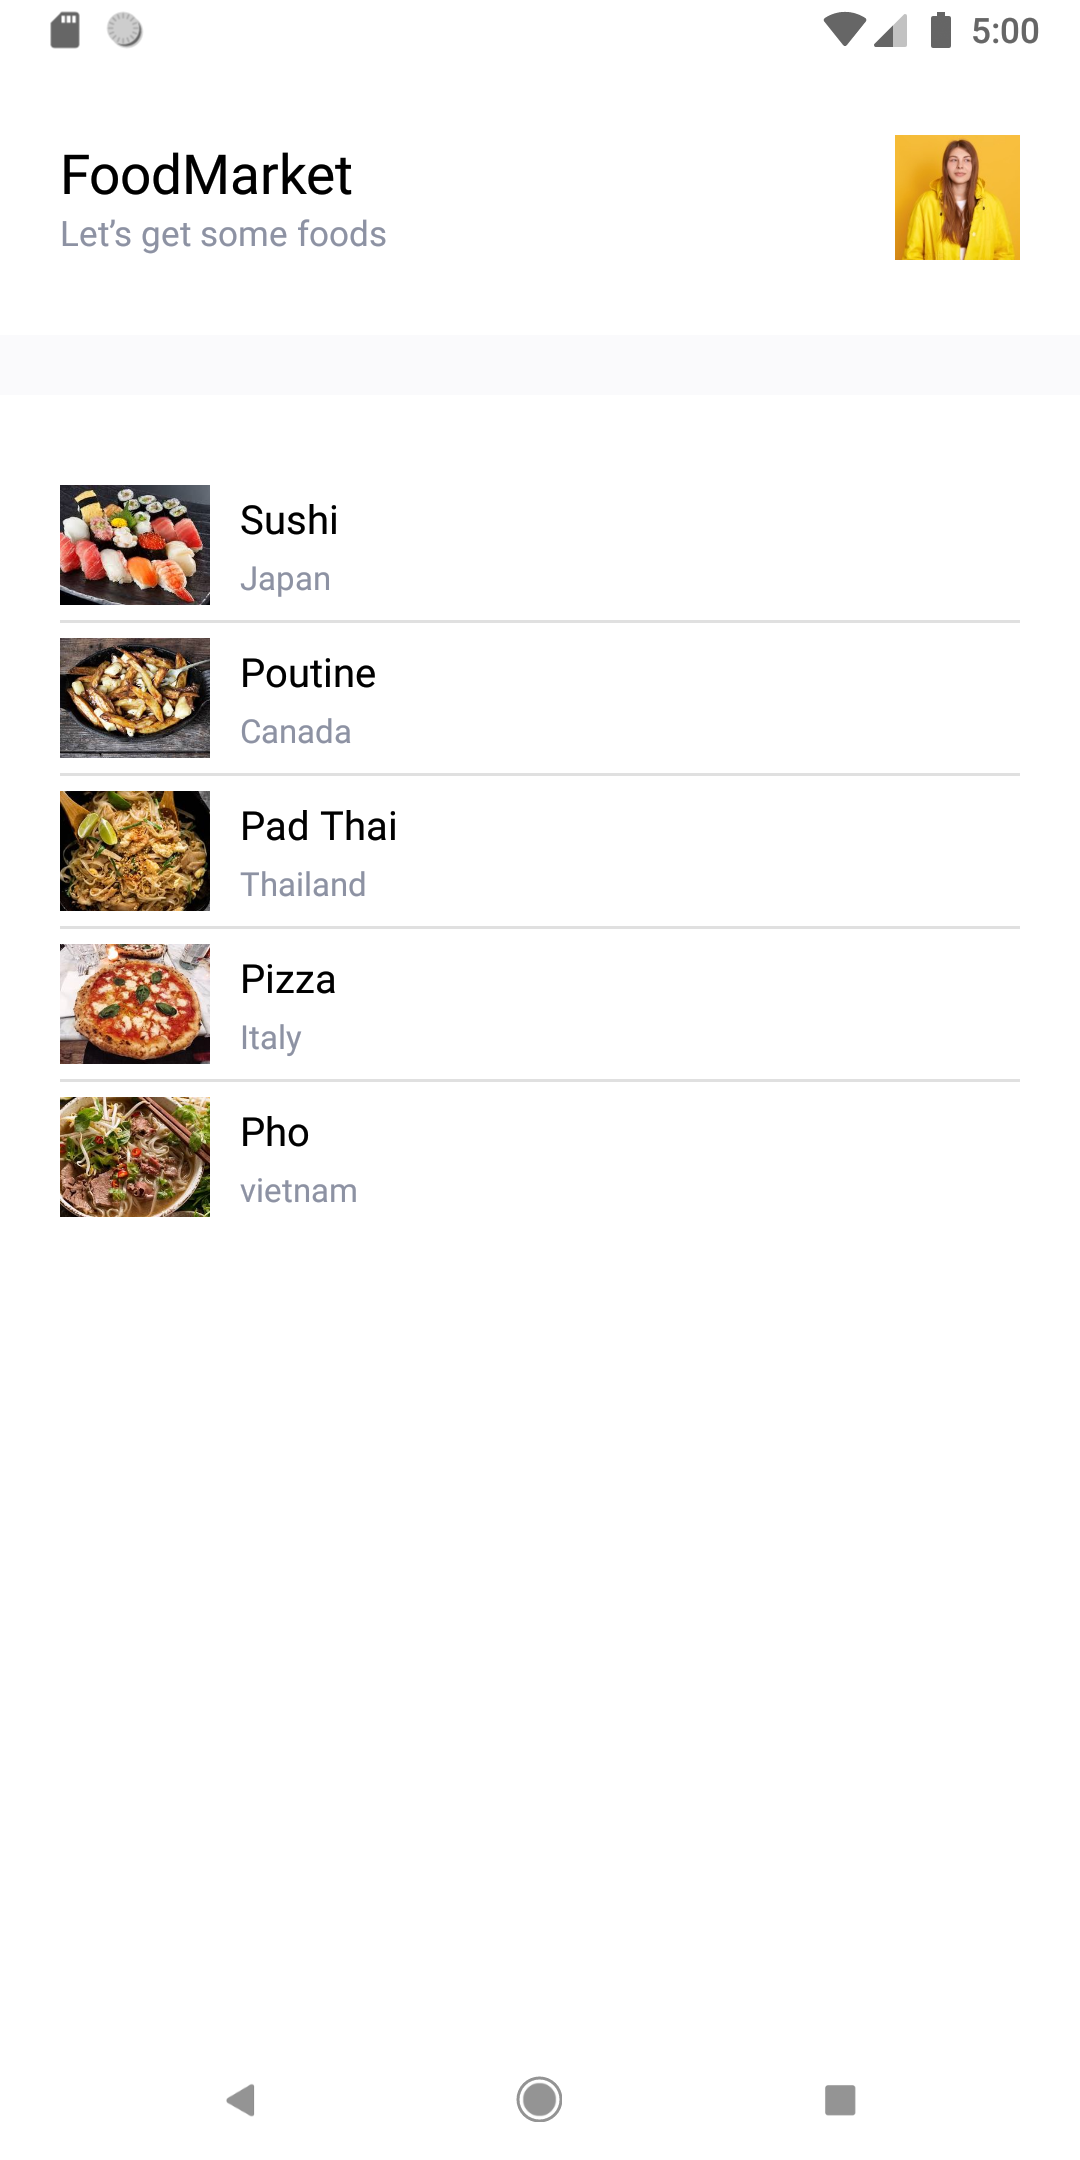 5:00
FoodMarket
Let’s get some foods
Sushi
Japan
Poutine
Canada
Pad Thai
Thailand
Pizza
Italy
Pho
vietnam